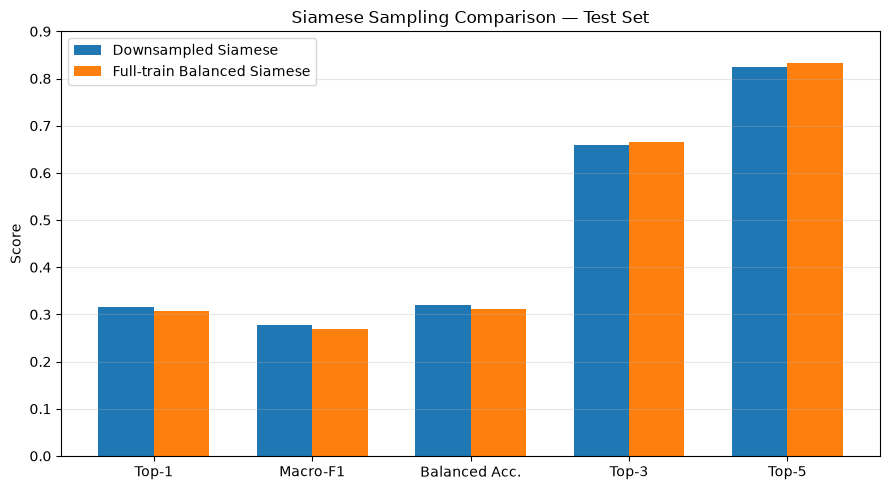 Siamese Sampling Comparison — Test Set
Downsampled Siamese
Full-train Balanced Siamese
Score
0.9
0.8
0.7
0.6
0.5
0.4
0.3
0.2
0.1
0.0
Top-1 Macro-F1 Balanced Acc. Top-3 Top-5